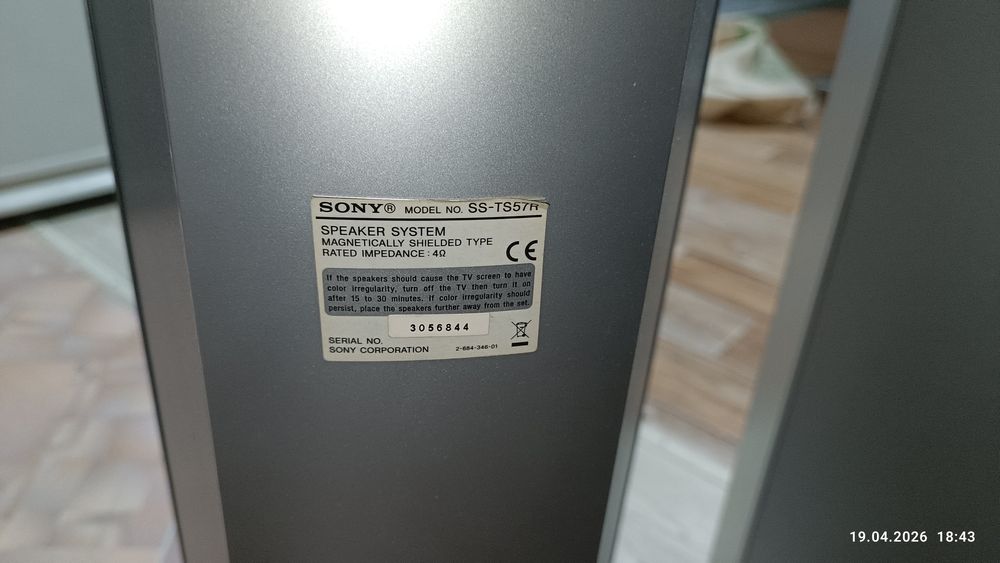 SONY® MODEL NO. SS-TS57R
SPEAKER SYSTEM
MAGNETICALLY SHIELDED TYPE
RATED IMPEDANCE : 4Ω
CE
If the speakers should cause the TV screen to have
color irregularity, turn off the TV then turn it on
after 15 to 30 minutes. If color irregularity should
persist, place the speakers further away from the set.
3056844
SERIAL NO.
SONY CORPORATION 2-684-346-01
19.04.2026 18:43